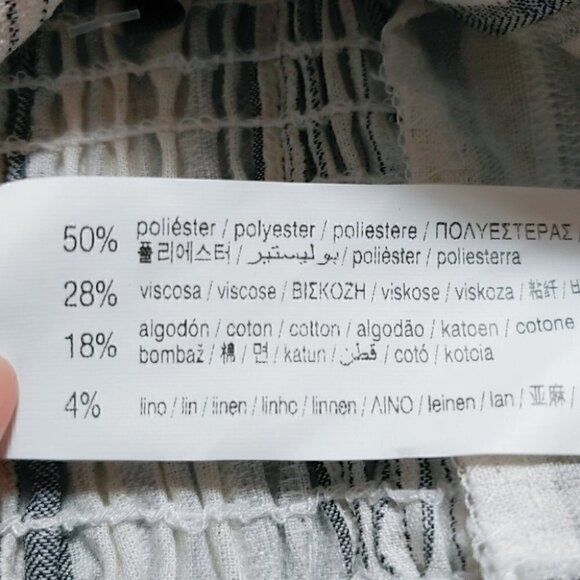 50% poliéster / polyester / poliestere / ΠΟΛΥΕΣΤΕΡΑΣ /
폴리에스터 / بوليستير / polièster / poliesterra
28% viscosa / viscose / ΒΙΣΚΟΖΗ / viskose / viskoza / 粘纤 /
18% algodón / coton / cotton / algodão / katoen / cotone
bombaž / 棉 / 면 / katun / قطن / cotó / kotoia
4% lino / lin / linen / linho / linnen / ΛΙΝΟ / leinen / lan / 亚麻 /